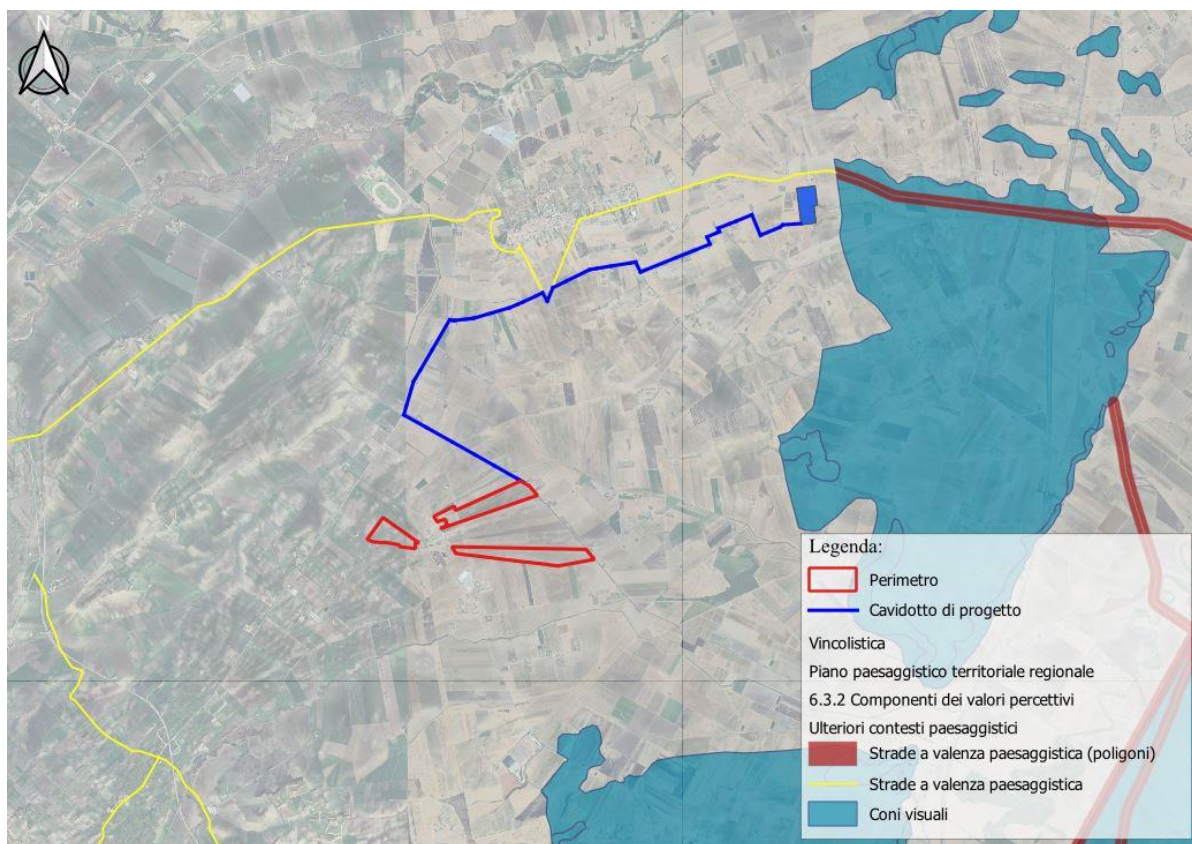 N
Legenda:
Perimetro
Cavidotto di progetto
Vincolistica
Piano paesaggistico territoriale regionale
6.3.2 Componenti dei valori percettivi
Ulteriori contesti paesaggistici
Strade a valenza paesaggistica (poligoni)
Strade a valenza paesaggistica
Coni visuali